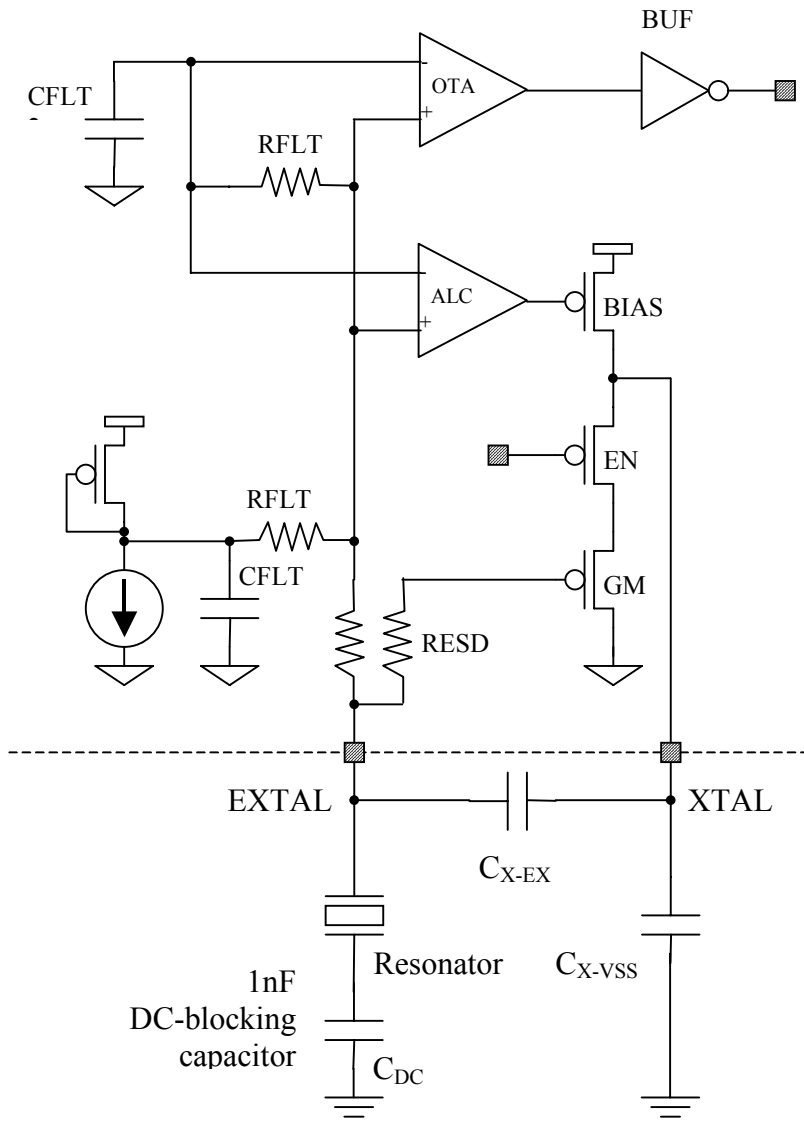 BUF
CFLT
-
OTA
+
RFLT
-
ALC
+
BIAS
EN
RFLT
CFLT
GM
RESD
EXTAL
XTAL
CX-EX
Resonator
CX-VSS
1nF
DC-blocking
capacitor
CDC